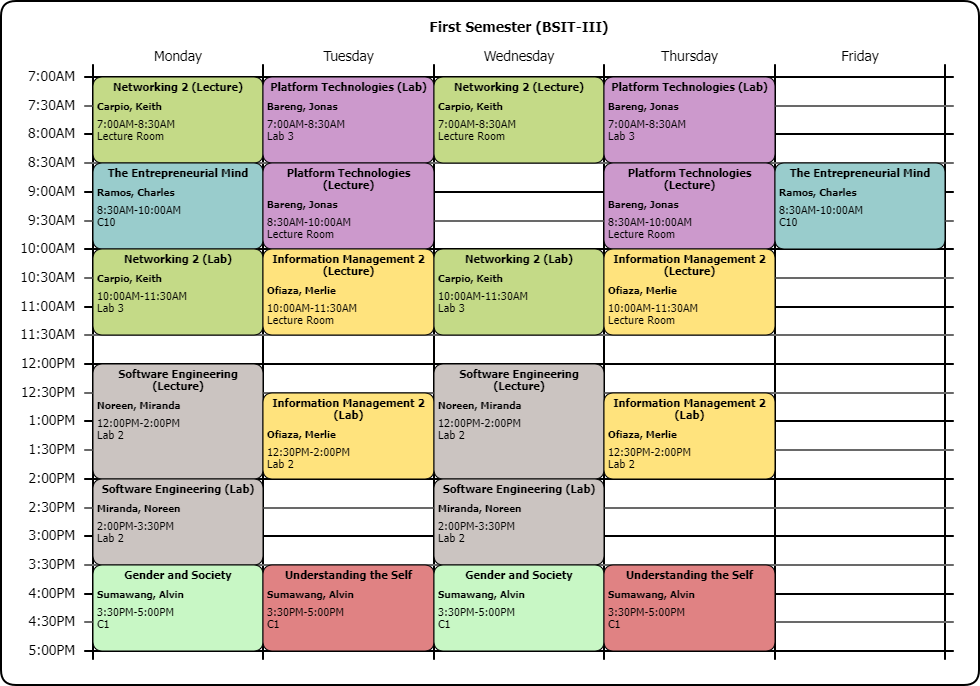 First Semester (BSIT-III)
Monday Tuesday Wednesday Thursday Friday
7:00AM
7:30AM
8:00AM
8:30AM
9:00AM
9:30AM
10:00AM
10:30AM
11:00AM
11:30AM
12:00PM
12:30PM
1:00PM
1:30PM
2:00PM
2:30PM
3:00PM
3:30PM
4:00PM
4:30PM
5:00PM
Networking 2 (Lecture)
Carpio, Keith
7:00AM-8:30AM
Lecture Room
The Entrepreneurial Mind
Ramos, Charles
8:30AM-10:00AM
C10
Networking 2 (Lab)
Carpio, Keith
10:00AM-11:30AM
Lab 3
Software Engineering
(Lecture)
Noreen, Miranda
12:00PM-2:00PM
Lab 2
Software Engineering (Lab)
Miranda, Noreen
2:00PM-3:30PM
Lab 2
Gender and Society
Sumawang, Alvin
3:30PM-5:00PM
C1
Platform Technologies (Lab)
Bareng, Jonas
7:00AM-8:30AM
Lab 3
Platform Technologies
(Lecture)
Bareng, Jonas
8:30AM-10:00AM
Lecture Room
Information Management 2
(Lecture)
Ofiaza, Merlie
10:00AM-11:30AM
Lecture Room
Information Management 2
(Lab)
Ofiaza, Merlie
12:30PM-2:00PM
Lab 2
Understanding the Self
Sumawang, Alvin
3:30PM-5:00PM
C1
Networking 2 (Lecture)
Carpio, Keith
7:00AM-8:30AM
Lecture Room
Networking 2 (Lab)
Carpio, Keith
10:00AM-11:30AM
Lab 3
Software Engineering
(Lecture)
Noreen, Miranda
12:00PM-2:00PM
Lab 2
Software Engineering (Lab)
Miranda, Noreen
2:00PM-3:30PM
Lab 2
Gender and Society
Sumawang, Alvin
3:30PM-5:00PM
C1
Platform Technologies (Lab)
Bareng, Jonas
7:00AM-8:30AM
Lab 3
Platform Technologies
(Lecture)
Bareng, Jonas
8:30AM-10:00AM
Lecture Room
Information Management 2
(Lecture)
Ofiaza, Merlie
10:00AM-11:30AM
Lecture Room
Information Management 2
(Lab)
Ofiaza, Merlie
12:30PM-2:00PM
Lab 2
Understanding the Self
Sumawang, Alvin
3:30PM-5:00PM
C1
The Entrepreneurial Mind
Ramos, Charles
8:30AM-10:00AM
C10